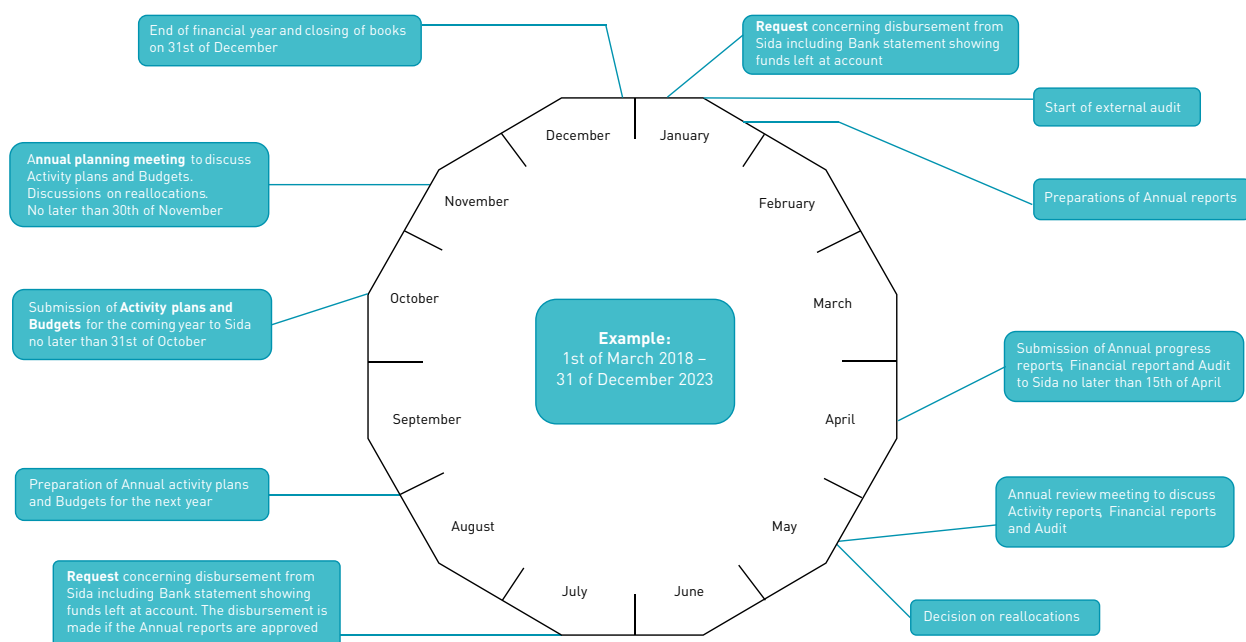 End of financial year and closing of books
on 31st of December
Request concerning disbursement from
Sida including Bank statement showing
funds left at account
Start of external audit
Preparations of Annual reports
Submission of Annual progress
reports, Financial report and Audit
to Sida no later than 15th of April
Annual review meeting to discuss
Activity reports, Financial reports
and Audit
Decision on reallocations
Request concerning disbursement from
Sida including Bank statement showing
funds left at account. The disbursement is
made if the Annual reports are approved
Preparation of Annual activity plans
and Budgets for the next year
Submission of Activity plans and
Budgets for the coming year to Sida
no later than 31st of October
Annual planning meeting to discuss
Activity plans and Budgets.
Discussions on reallocations.
No later than 30th of November
January
February
March
April
May
June
July
August
September
October
November
December
Example:
1st of March 2018 –
31 of December 2023